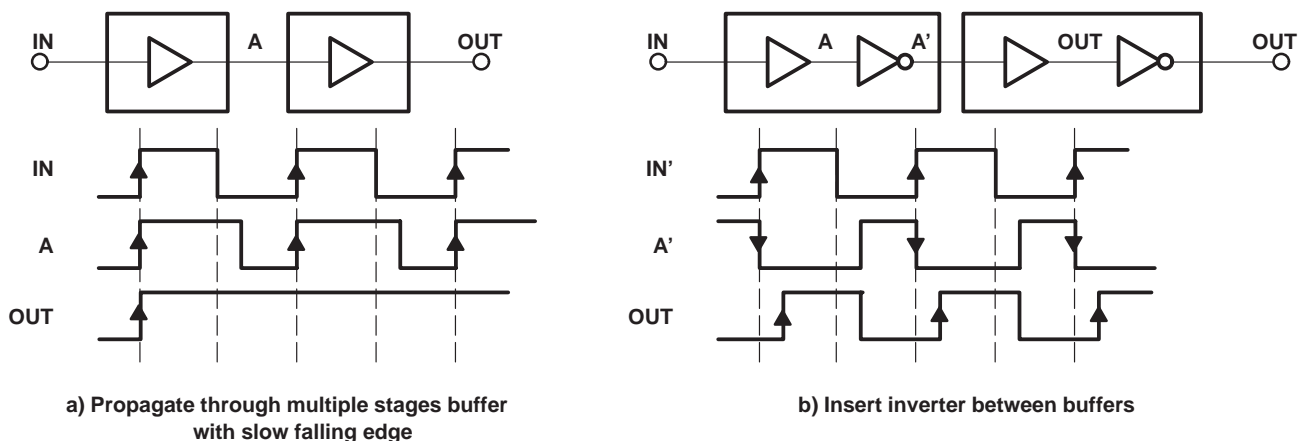 IN A OUT
IN A A' OUT OUT
IN
IN'
A
A'
OUT
OUT
a) Propagate through multiple stages buffer
with slow falling edge
b) Insert inverter between buffers